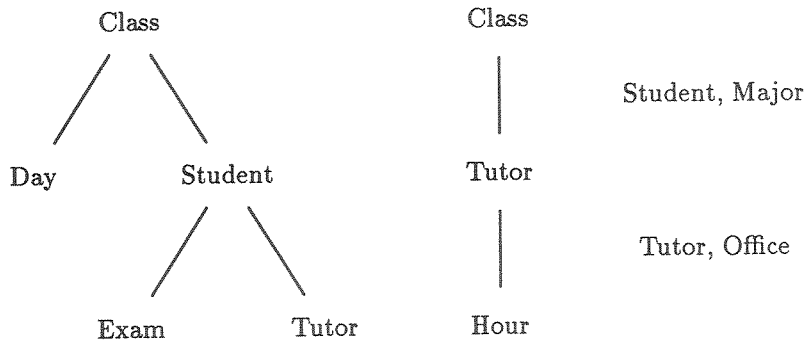 Class
Day
Student
Exam
Tutor
Class
Tutor
Hour
Student, Major
Tutor, Office